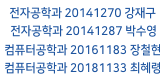 전자공학과 20141270 강재구
전자공학과 20141287 박수영
컴퓨터공학과 20161183 장철현
컴퓨터공학과 20181133 최혜령